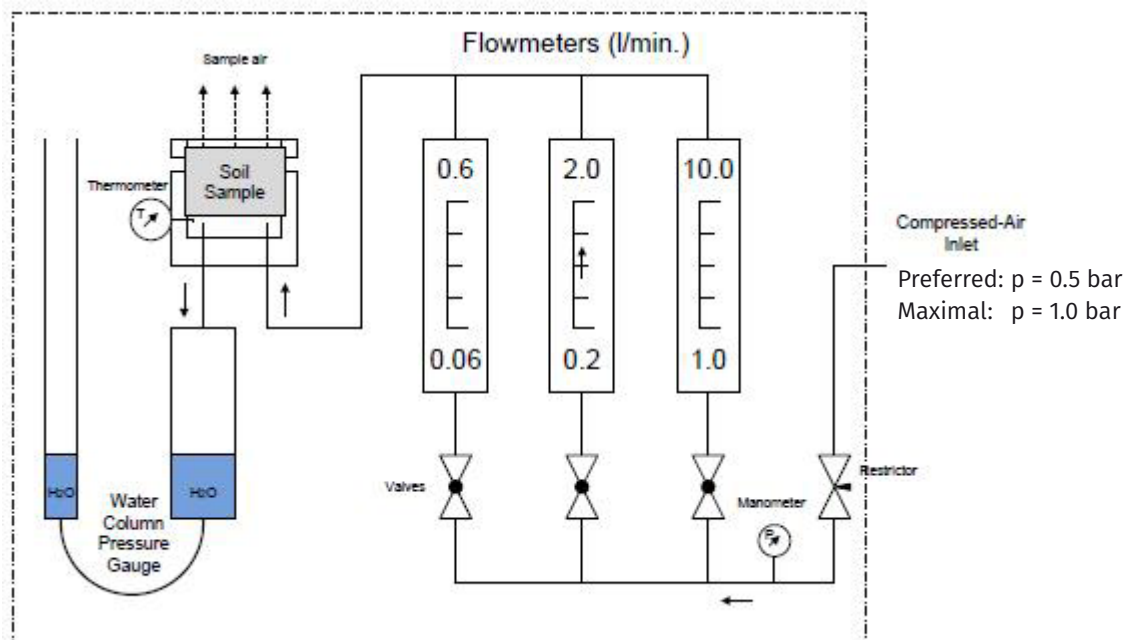 Flowmeters (l/min.)
Sample air
Soil
Sample
Thermometer
T
0.6
2.0
10.0
0.06
0.2
1.0
Compressed-Air
Inlet
Preferred: p = 0.5 bar
Maximal: p = 1.0 bar
H2O
H2O
Water
Column
Pressure
Gauge
Valves
Manometer
P
Restrictor